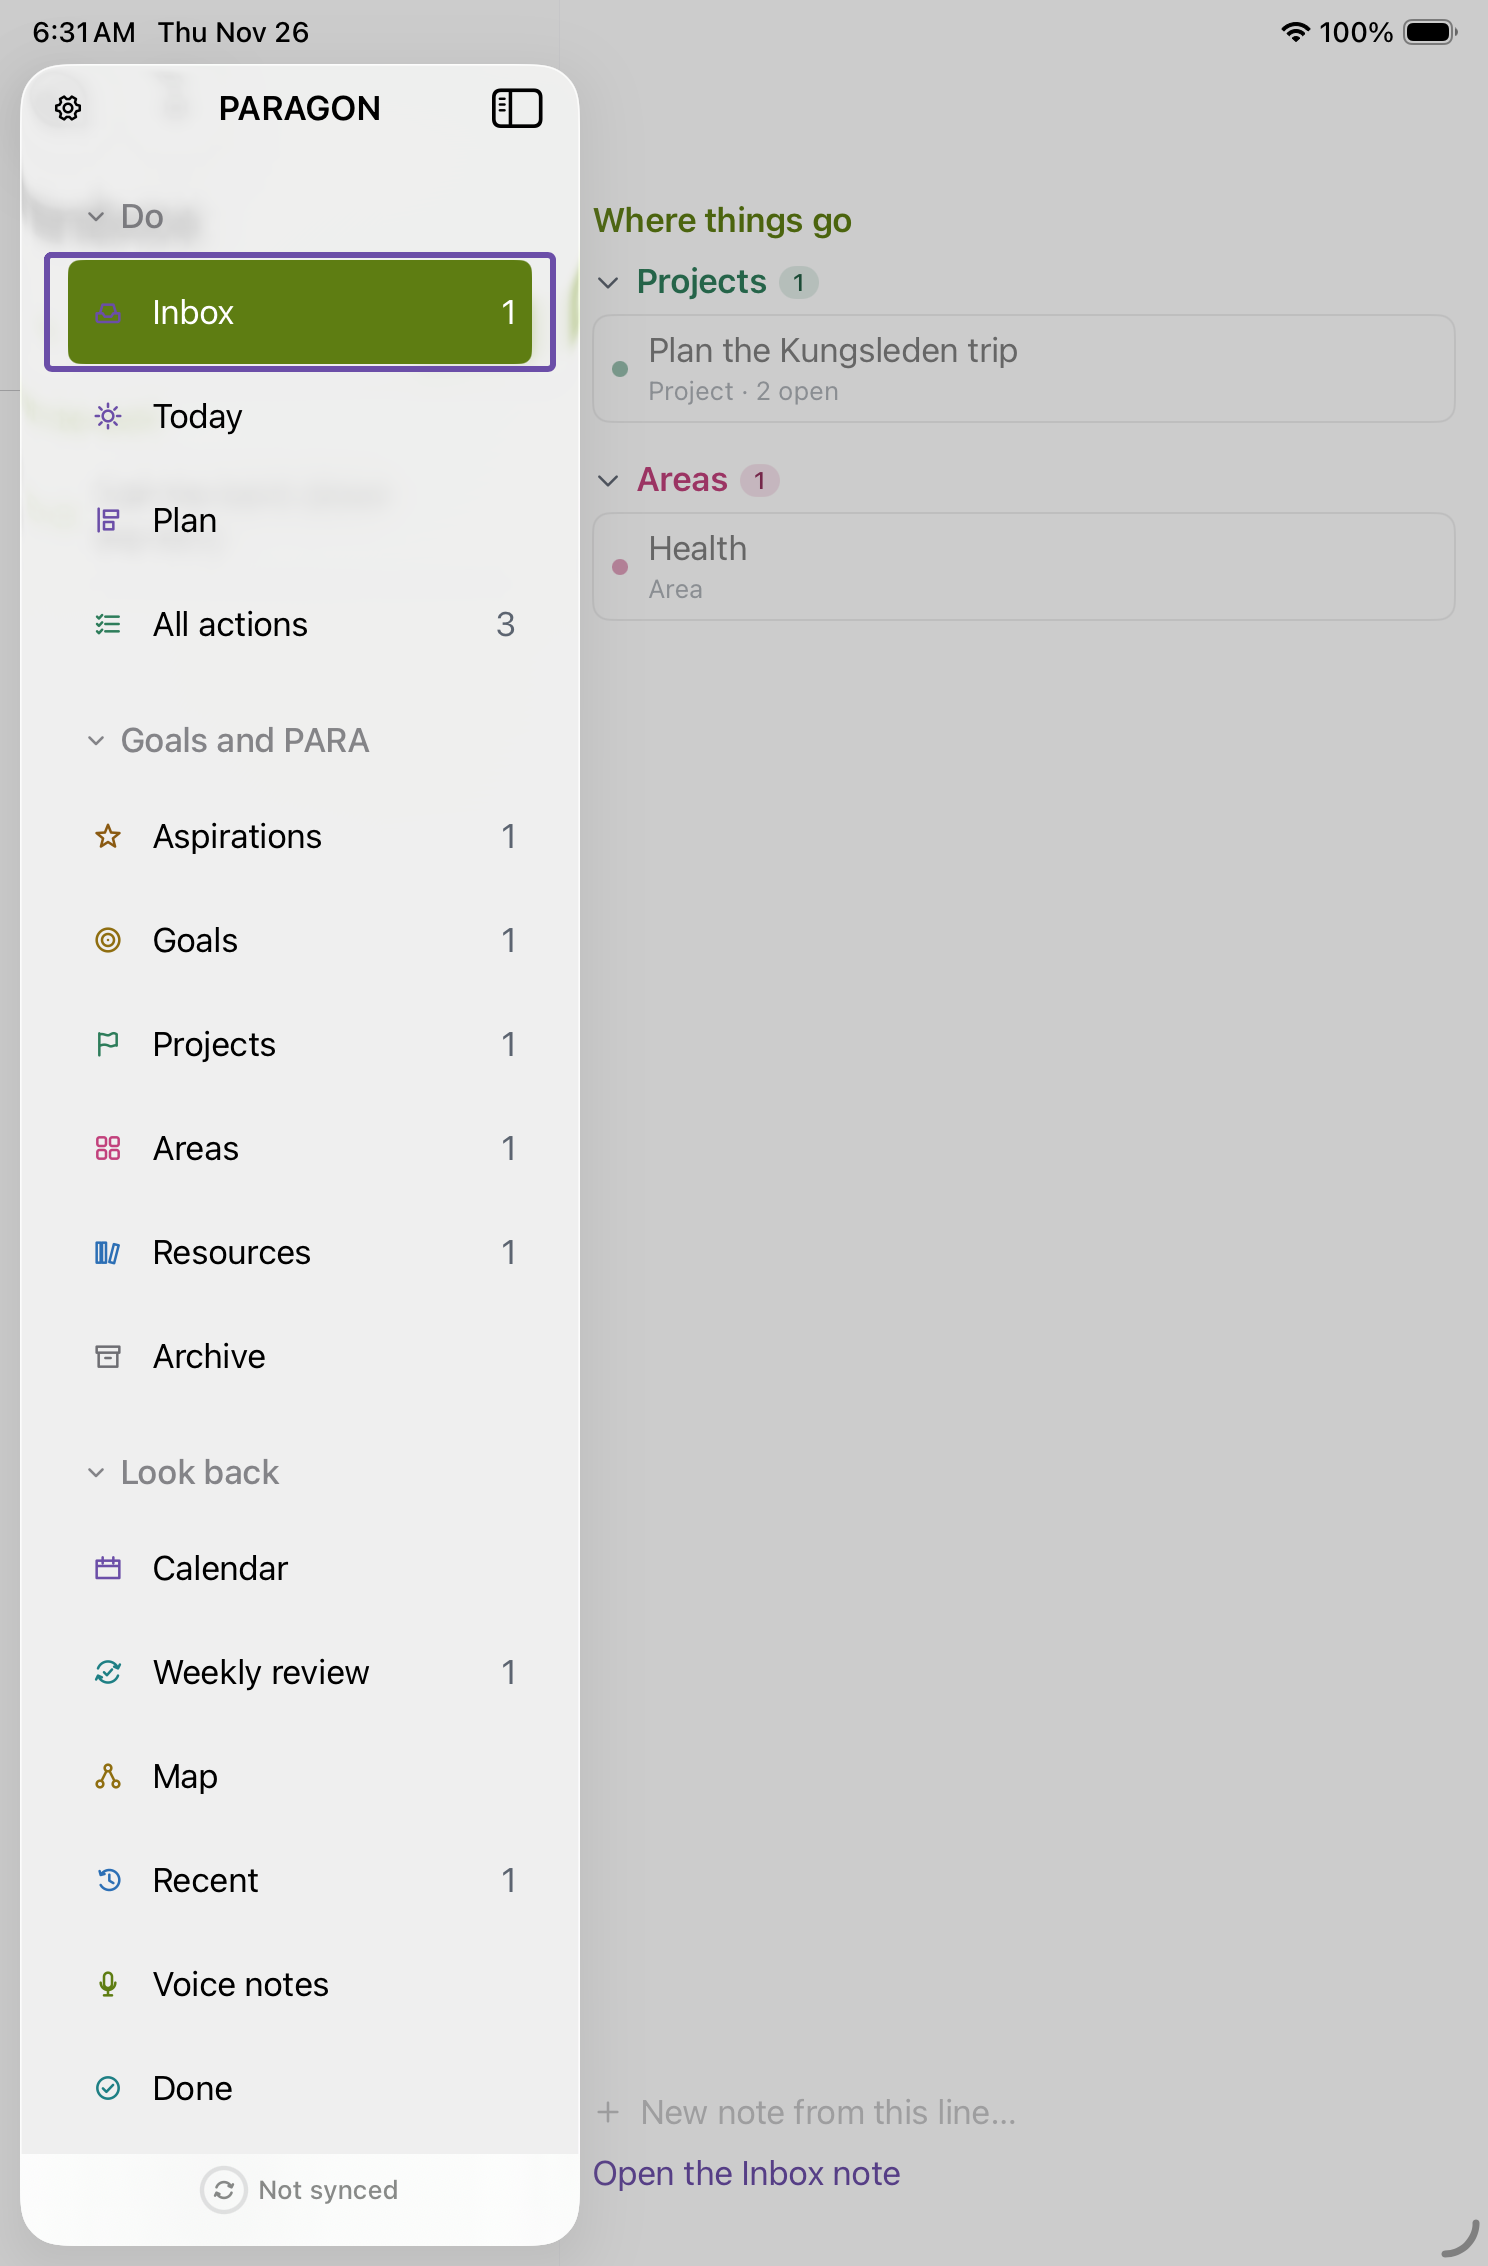 6:31 AM Thu Nov 26
100%
PARAGON
Do
Inbox 1
Today
Plan
All actions 3
Goals and PARA
Aspirations 1
Goals 1
Projects 1
Areas 1
Resources 1
Archive
Look back
Calendar
Weekly review 1
Map
Recent 1
Voice notes
Done
Not synced
Where things go
Projects 1
Plan the Kungsleden trip
Project · 2 open
Areas 1
Health
Area
New note from this line...
Open the Inbox note